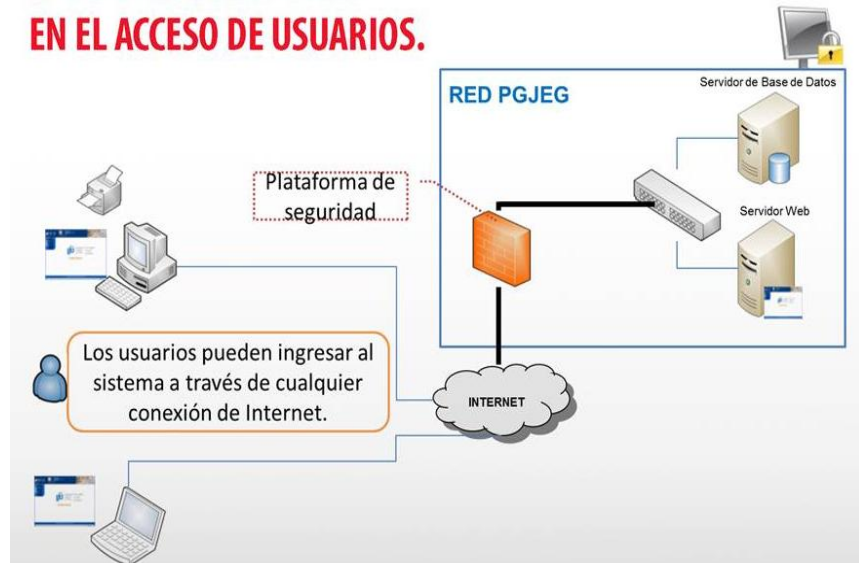 EN EL ACCESO DE USUARIOS.
RED PGJEG
Servidor de Base de Datos
Plataforma de
seguridad
Servidor Web
Los usuarios pueden ingresar al
sistema a través de cualquier
conexión de Internet.
INTERNET